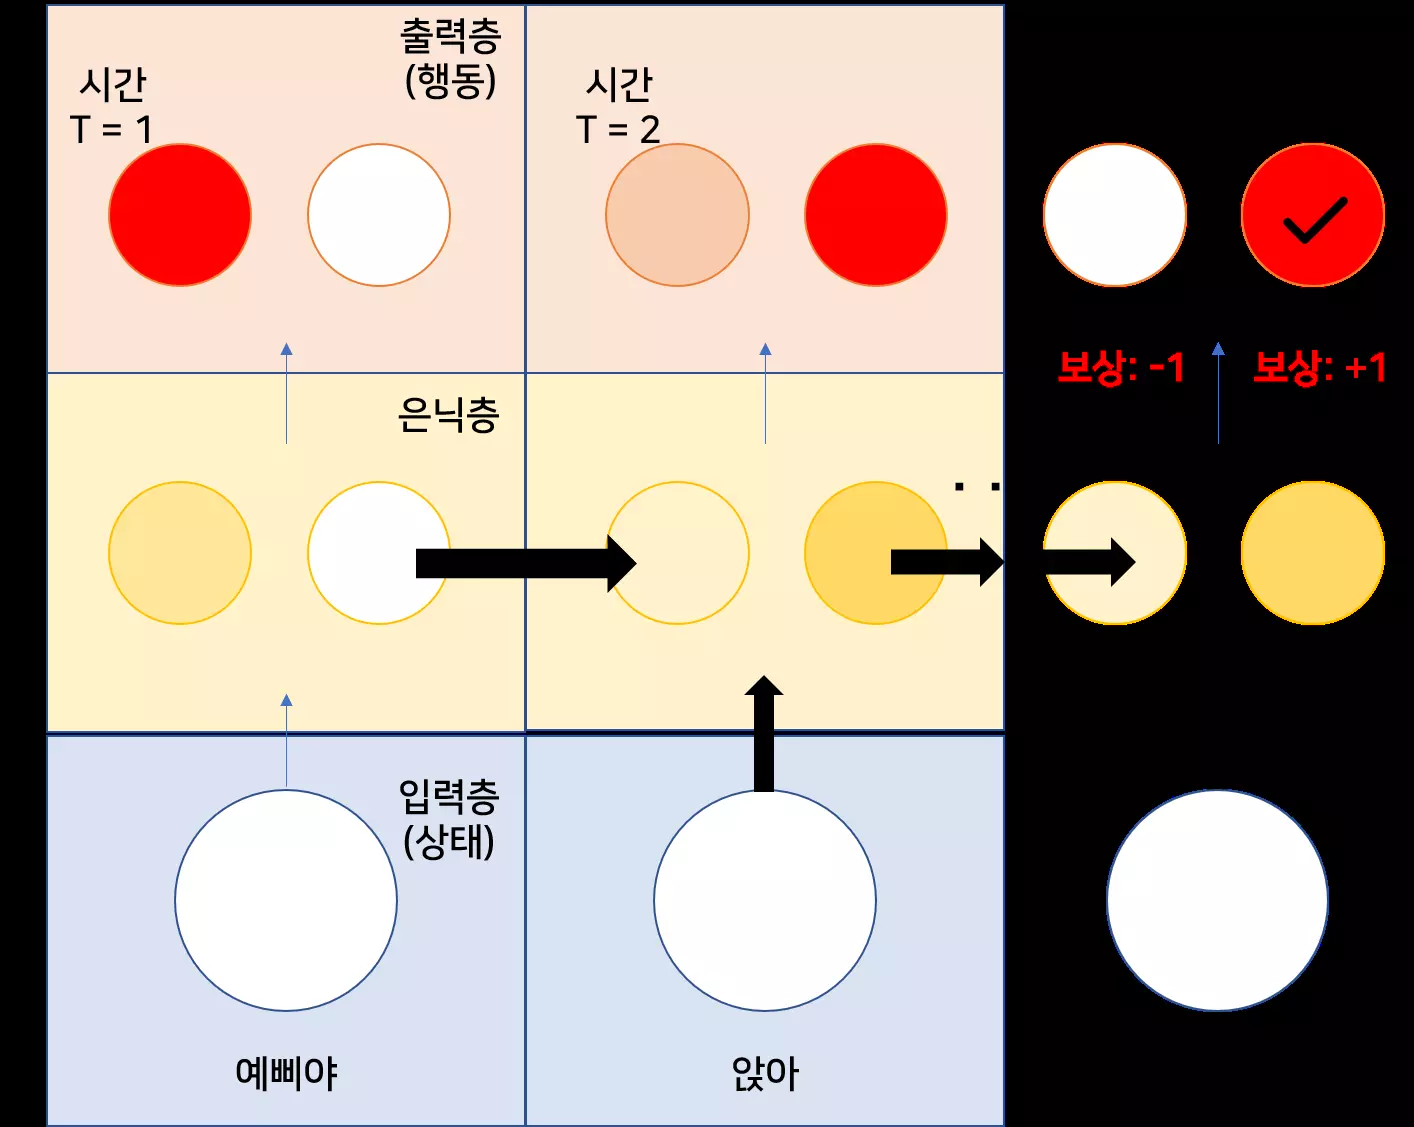 출력층
(행동)
시간
T = 1
시간
T = 2
보상: -1
보상: +1
은닉층
. .
입력층
(상태)
예삐야
앉아